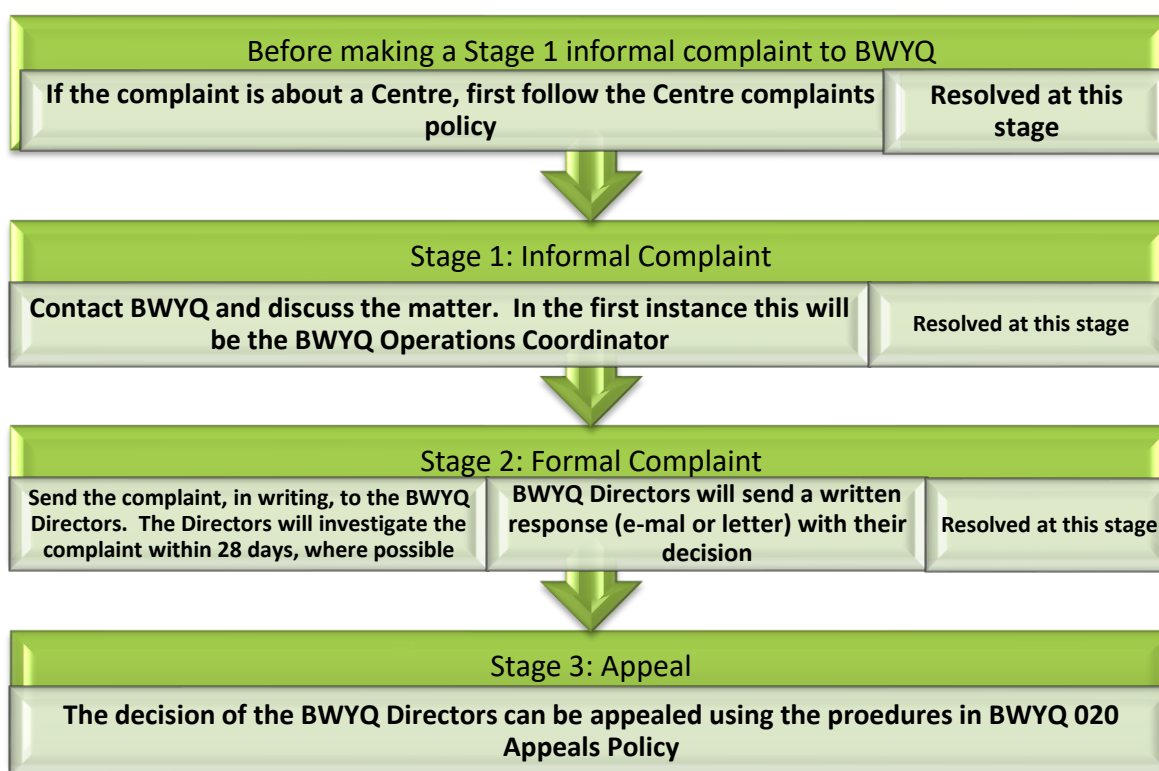 Before making a Stage 1 informal complaint to BWYQ
If the complaint is about a Centre, first follow the Centre complaints
policy
Resolved at this
stage
Stage 1: Informal Complaint
Contact BWYQ and discuss the matter.  In the first instance this will
be the BWYQ Operations Coordinator
Resolved at this stage
Stage 2: Formal Complaint
Send the complaint, in writing, to the BWYQ
Directors.  The Directors will investigate the
complaint within 28 days, where possible
BWYQ Directors will send a written
response (e-mal or letter) with their
decision
Resolved at this stage
Stage 3: Appeal
The decision of the BWYQ Directors can be appealed using the proedures in BWYQ 020
Appeals Policy